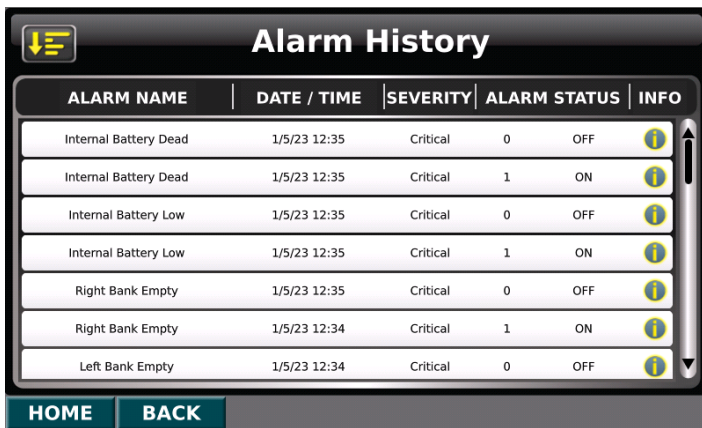 Alarm History
ALARM NAME DATE / TIME SEVERITY ALARM STATUS INFO
Internal Battery Dead 1/5/23 12:35 Critical 0 OFF i
Internal Battery Dead 1/5/23 12:35 Critical 1 ON i
Internal Battery Low 1/5/23 12:35 Critical 0 OFF i
Internal Battery Low 1/5/23 12:35 Critical 1 ON i
Right Bank Empty 1/5/23 12:35 Critical 0 OFF i
Right Bank Empty 1/5/23 12:34 Critical 1 ON i
Left Bank Empty 1/5/23 12:34 Critical 0 OFF i
HOME BACK